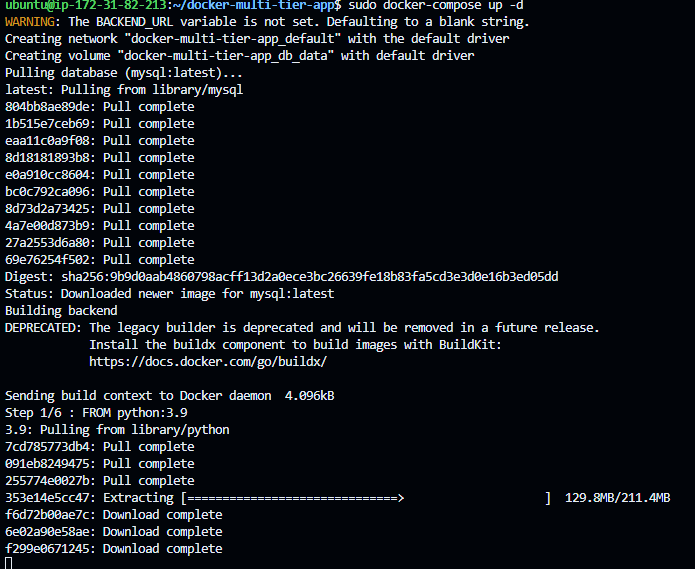 ubuntu@ip-172-31-82-213:~/docker-multi-tier-app$ sudo docker-compose up -d
WARNING: The BACKEND_URL variable is not set. Defaulting to a blank string.
Creating network "docker-multi-tier-app_default" with the default driver
Creating volume "docker-multi-tier-app_db_data" with default driver
Pulling database (mysql:latest)...
latest: Pulling from library/mysql
804bb8ae89de: Pull complete
1b515e7ceb69: Pull complete
eaa11c0a9f08: Pull complete
8d18181893b8: Pull complete
e0a910cc8604: Pull complete
bc0c792ca096: Pull complete
8d73d2a73425: Pull complete
4a7e00d873b9: Pull complete
27a2553d6a80: Pull complete
69e76254f502: Pull complete
Digest: sha256:9b9d0aab4860798acff13d2a0ece3bc26639fe18b83fa5cd3e3d0e16b3ed05dd
Status: Downloaded newer image for mysql:latest
Building backend
DEPRECATED: The legacy builder is deprecated and will be removed in a future release.
            Install the buildx component to build images with BuildKit:
            https://docs.docker.com/go/buildx/

Sending build context to Docker daemon  4.096kB
Step 1/6 : FROM python:3.9
3.9: Pulling from library/python
7cd785773db4: Pull complete
091eb8249475: Pull complete
255774e0027b: Pull complete
353e14e5cc47: Extracting [==============================>                    ]  129.8MB/211.4MB
f6d72b00ae7c: Download complete
6e02a90e58ae: Download complete
f299e0671245: Download complete